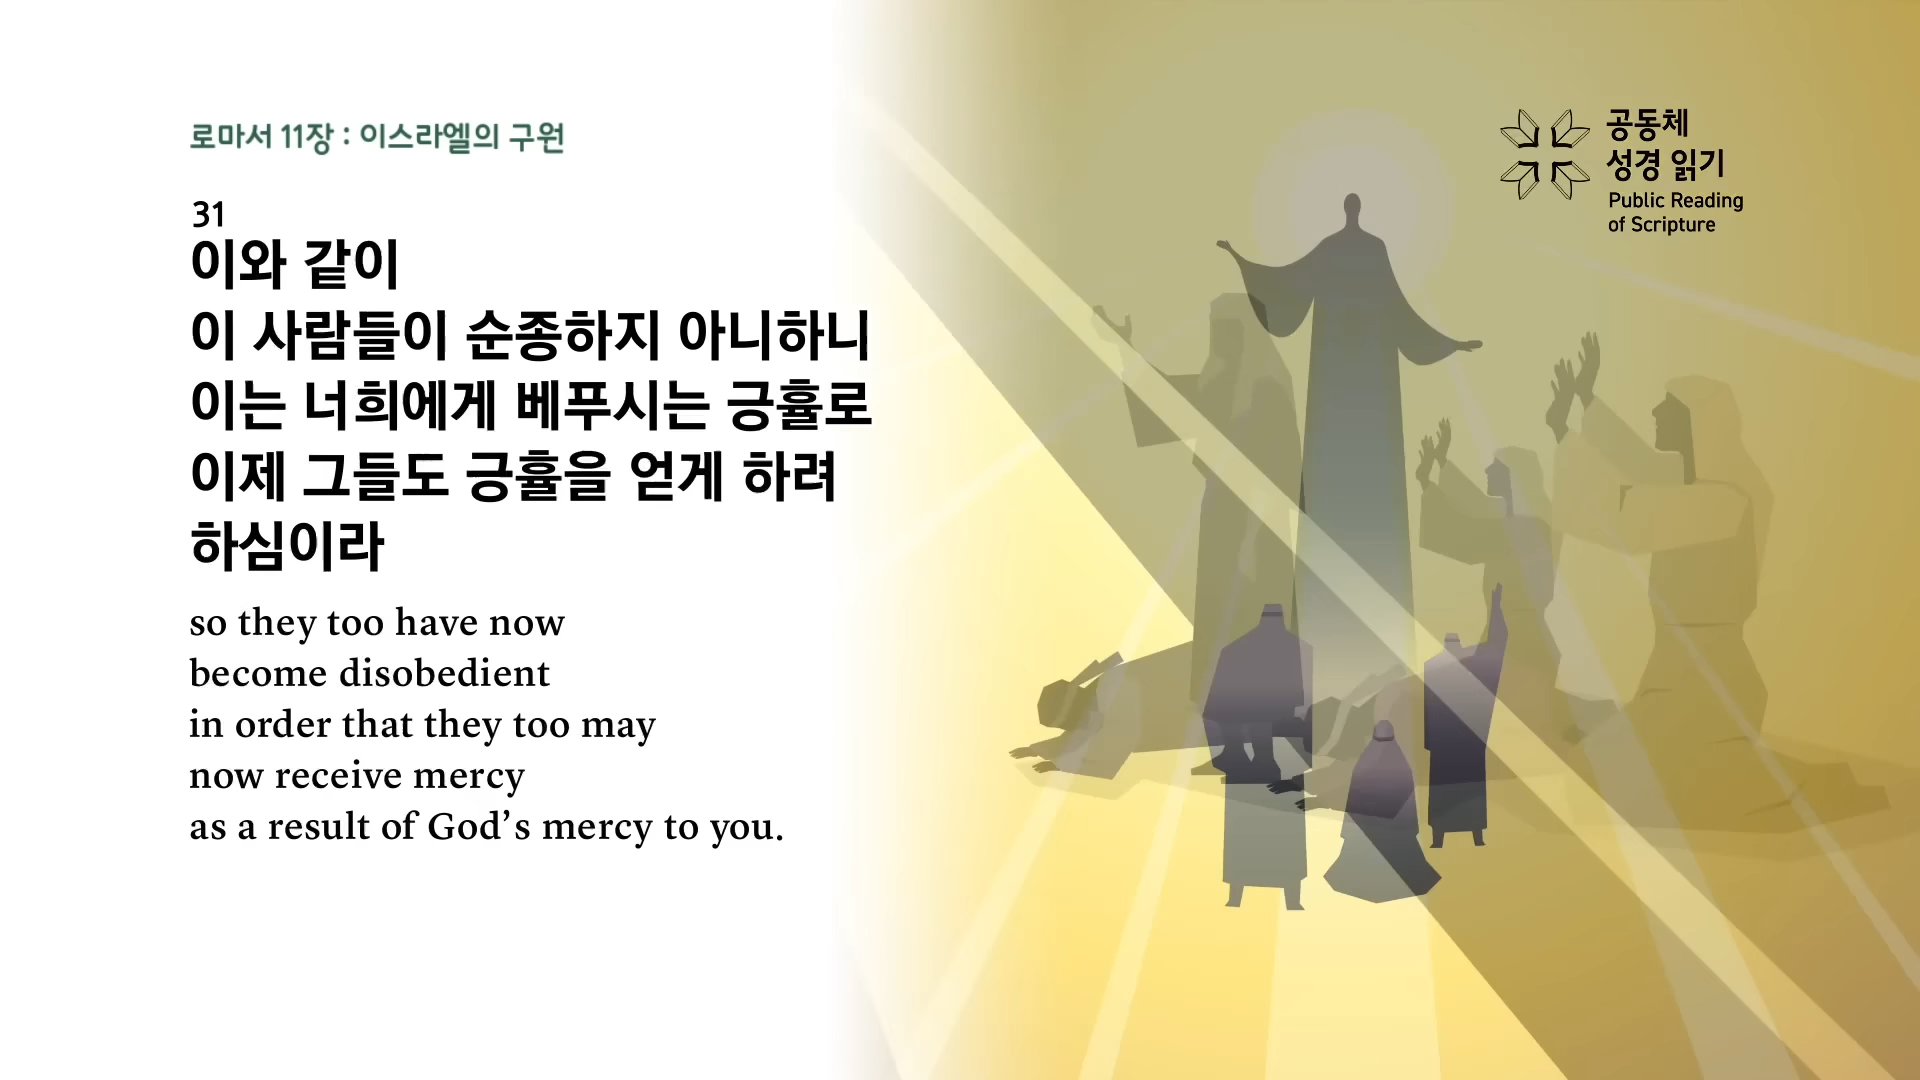 로마서 11장 : 이스라엘의 구원
31
이와 같이
이 사람들이 순종하지 아니하니
이는 너희에게 베푸시는 긍휼로
이제 그들도 긍휼을 얻게 하려
하심이라
so they too have now
become disobedient
in order that they too may
now receive mercy
as a result of God’s mercy to you.
공동체
성경 읽기
Public Reading
of Scripture